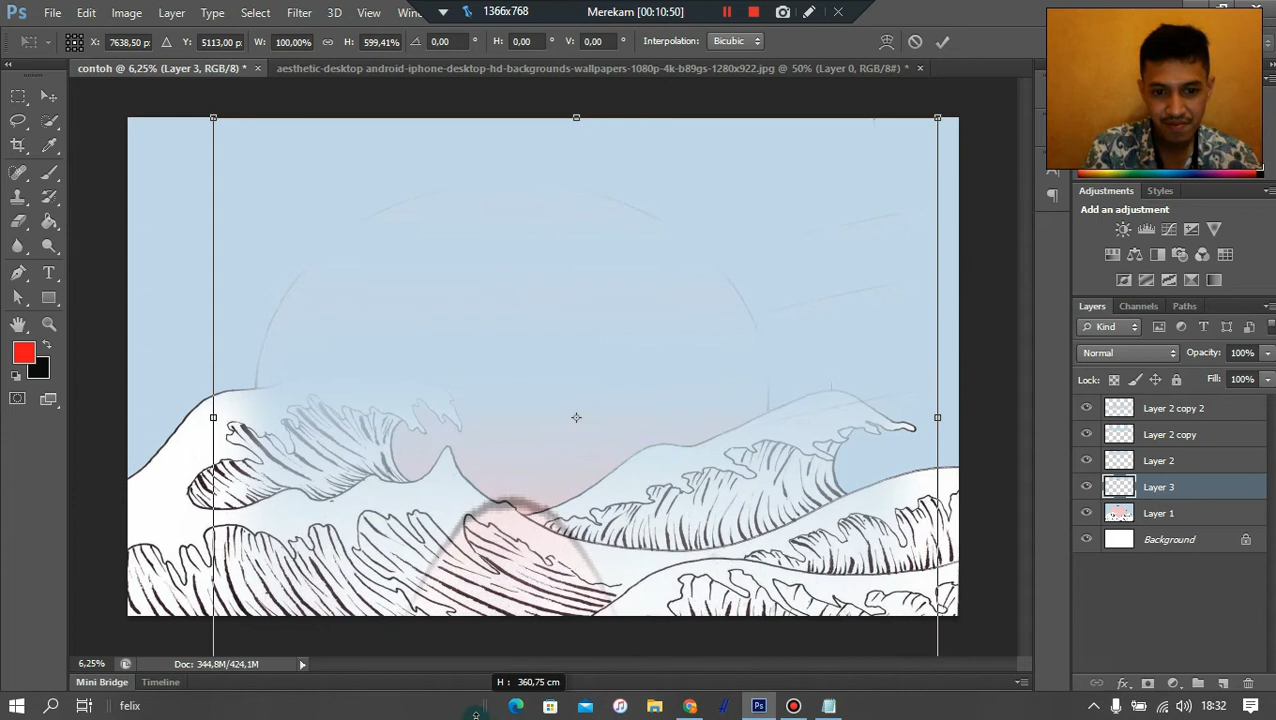 Ps File Edit Image Layer Type Select Filter 3D View
1366x768 Merekam (00:10:50)
X: 7638,50 px Y: 5113,00 px W: 100,00% H: 599,41% 0,00 H: 0,00 V: 0,00 Interpolation: Bicubic
contoh @ 6,25% (Layer 3, RGB/8) * × aesthetic-desktop android-iphone-desktop-hd-backgrounds-wallpapers-1080p-4k-b89gs-1280x922.jpg @ 50% (Layer 0, RGB/8#) * ×
Adjustments Styles
Add an adjustment
Layers Channels Paths
Kind
Normal Opacity: 100%
Lock: Fill: 100%
Layer 2 copy 2
Layer 2 copy
Layer 2
Layer 3
Layer 1
Background
6,25% Doc: 344,8M/424,1M
Mini Bridge Timeline
H : 360,75 cm
felix Ps 18:32